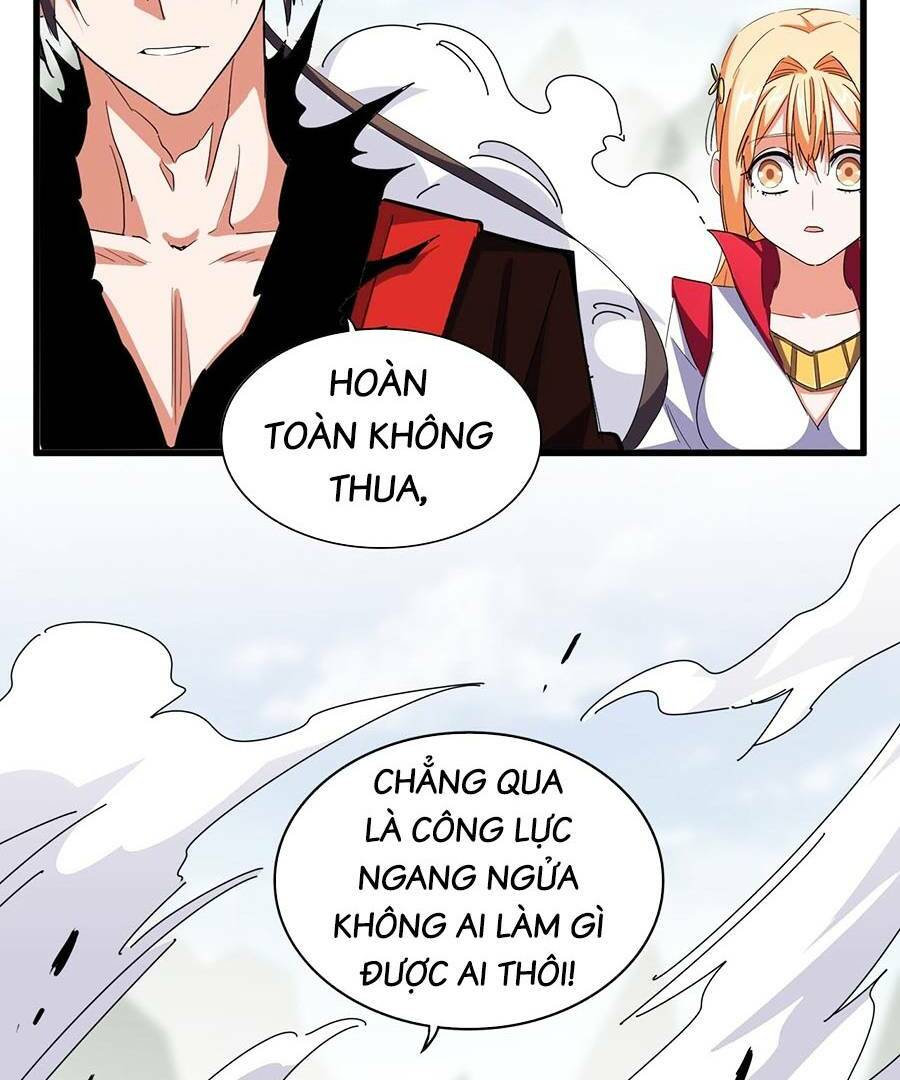 HOÀN
TOÀN KHÔNG
THUA,
CHẲNG QUA
LÀ CÔNG LỰC
NGANG NGỬA
KHÔNG AI LÀM GÌ
ĐƯỢC AI THÔI!